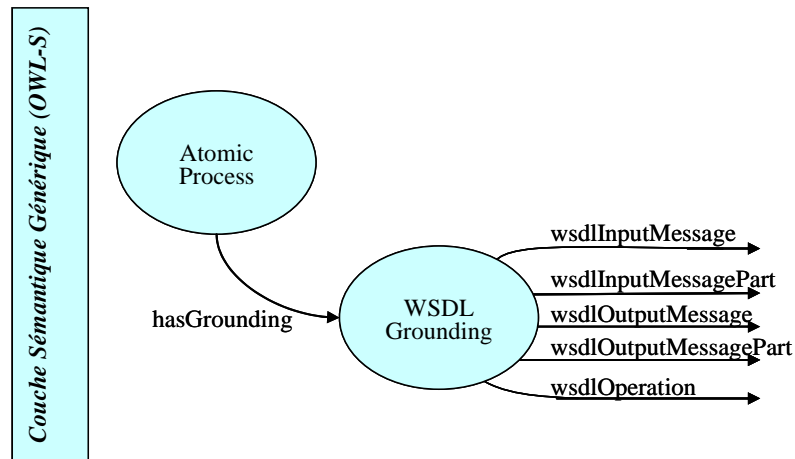 Couche Sémantique Générique (OWL-S)
Atomic
Process
hasGrounding
WSDL
Grounding
wsdlInputMessage
wsdlInputMessagePart
wsdlOutputMessage
wsdlOutputMessagePart
wsdlOperation